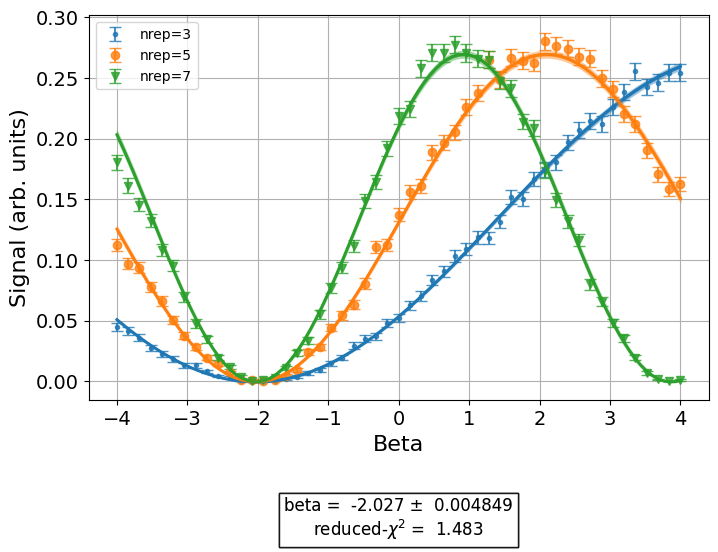 0.30
0.25
0.20
0.15
0.10
0.05
0.00
Signal (arb. units)
nrep=3
nrep=5
nrep=7
−4 −3 −2 −1 0 1 2 3 4
Beta
beta = -2.027 ± 0.004849
reduced-χ² = 1.483